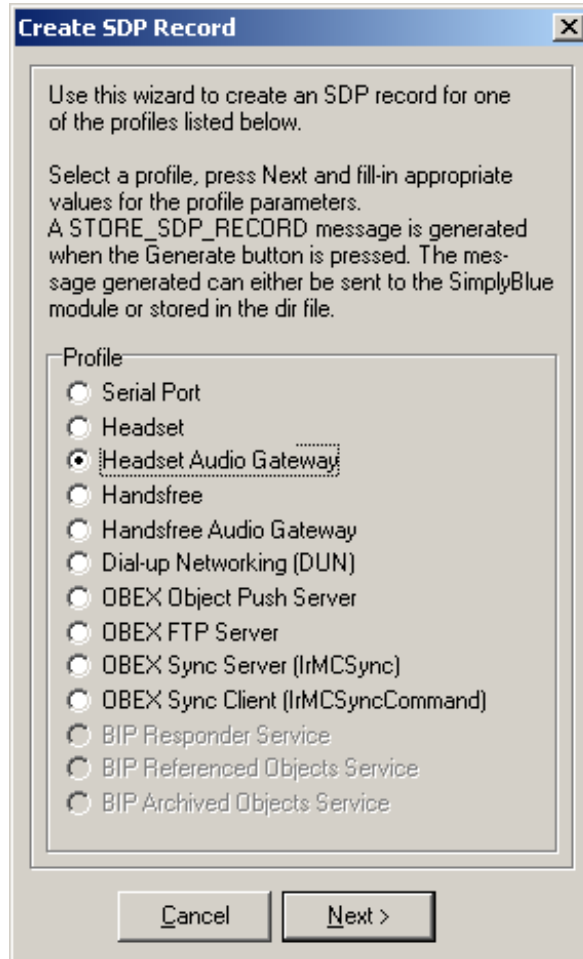 Create SDP Record
Use this wizard to create an SDP record for one
of the profiles listed below.
Select a profile, press Next and fill-in appropriate
values for the profile parameters.
A STORE_SDP_RECORD message is generated
when the Generate button is pressed. The mes-
sage generated can either be sent to the SimplyBlue
module or stored in the dir file.
Profile
Serial Port
Headset
Headset Audio Gateway
Handsfree
Handsfree Audio Gateway
Dial-up Networking (DUN)
OBEX Object Push Server
OBEX FTP Server
OBEX Sync Server (IrMCSync)
OBEX Sync Client (IrMCSyncCommand)
BIP Responder Service
BIP Referenced Objects Service
BIP Archived Objects Service
Cancel
Next >